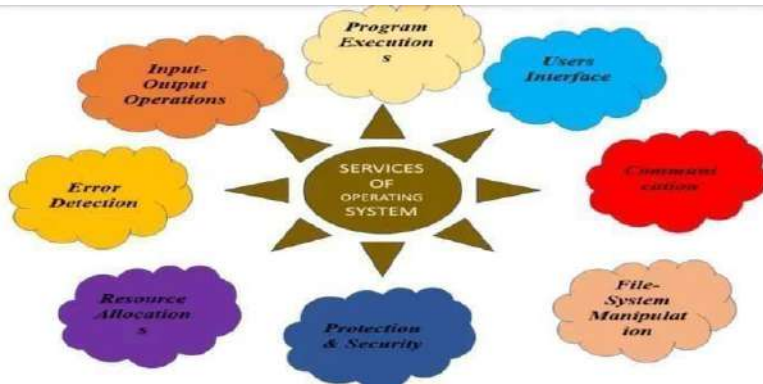 Program
Execution
s
Input-
Output
Operations
Users
Interface
SERVICES
OF
OPERATING
SYSTEM
Error
Detection
Communi
cation
Resource
Allocation
s
Protection
& Security
File-
System
Manipulat
ion